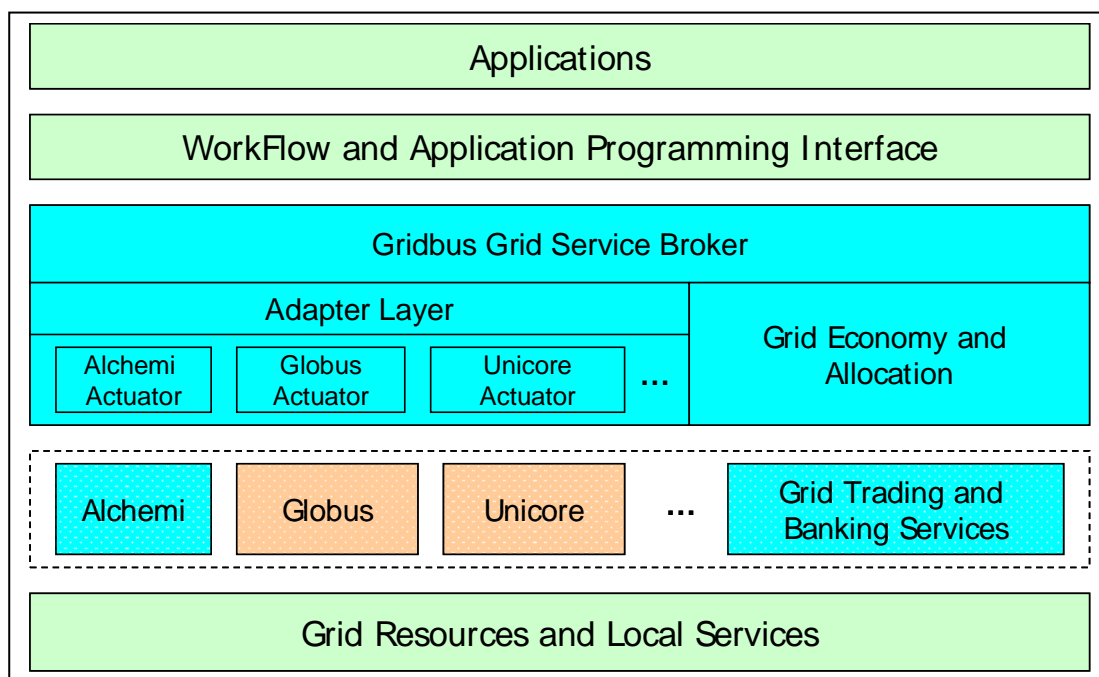 Applications
WorkFlow and Application Programming Interface
Gridbus Grid Service Broker
Adapter Layer
Alchemi
Actuator
Globus
Actuator
Unicore
Actuator
...
Grid Economy and
Allocation
Alchemi
Globus
Unicore
...
Grid Trading and
Banking Services
Grid Resources and Local Services